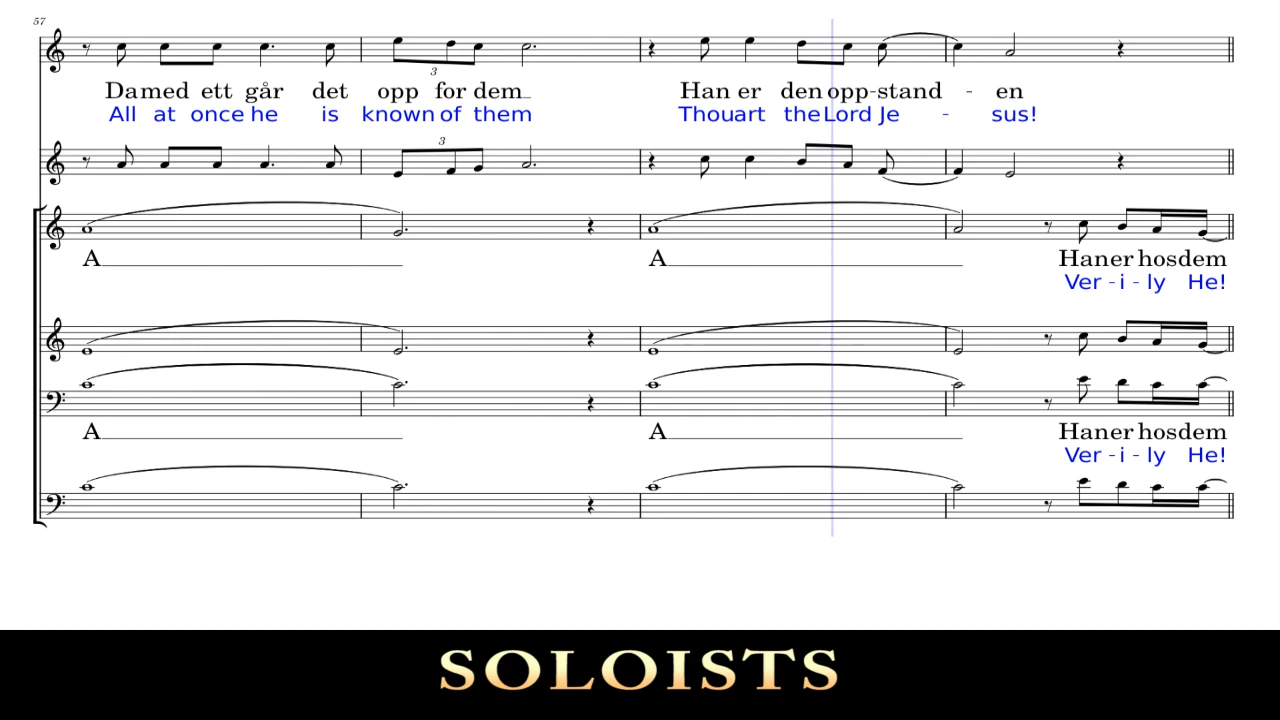 57
Da med ett går det opp for dem Han er den opp-stand - en
All at once he is known of them Thou art the Lord Je - sus!
3
3
A A Han er hos dem
Ver - i - ly He!
A A Han er hos dem
Ver - i - ly He!
SOLOISTS